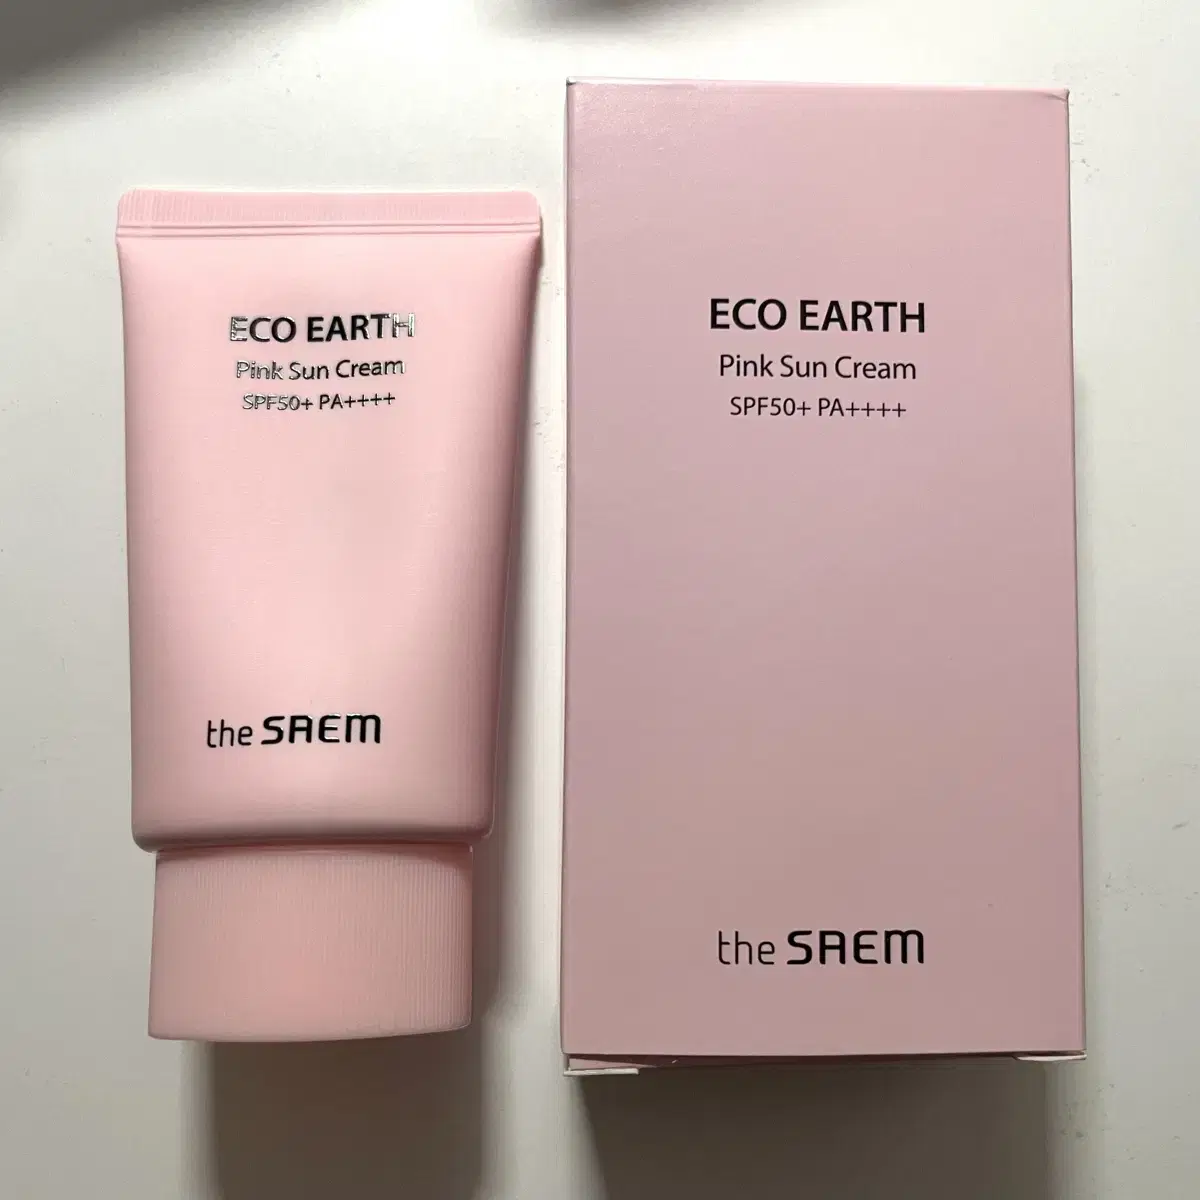 ECO EARTH
Pink Sun Cream
SPF50+ PA++++
the SAEM
ECO EARTH
Pink Sun Cream
SPF50+ PA++++
the SAEM